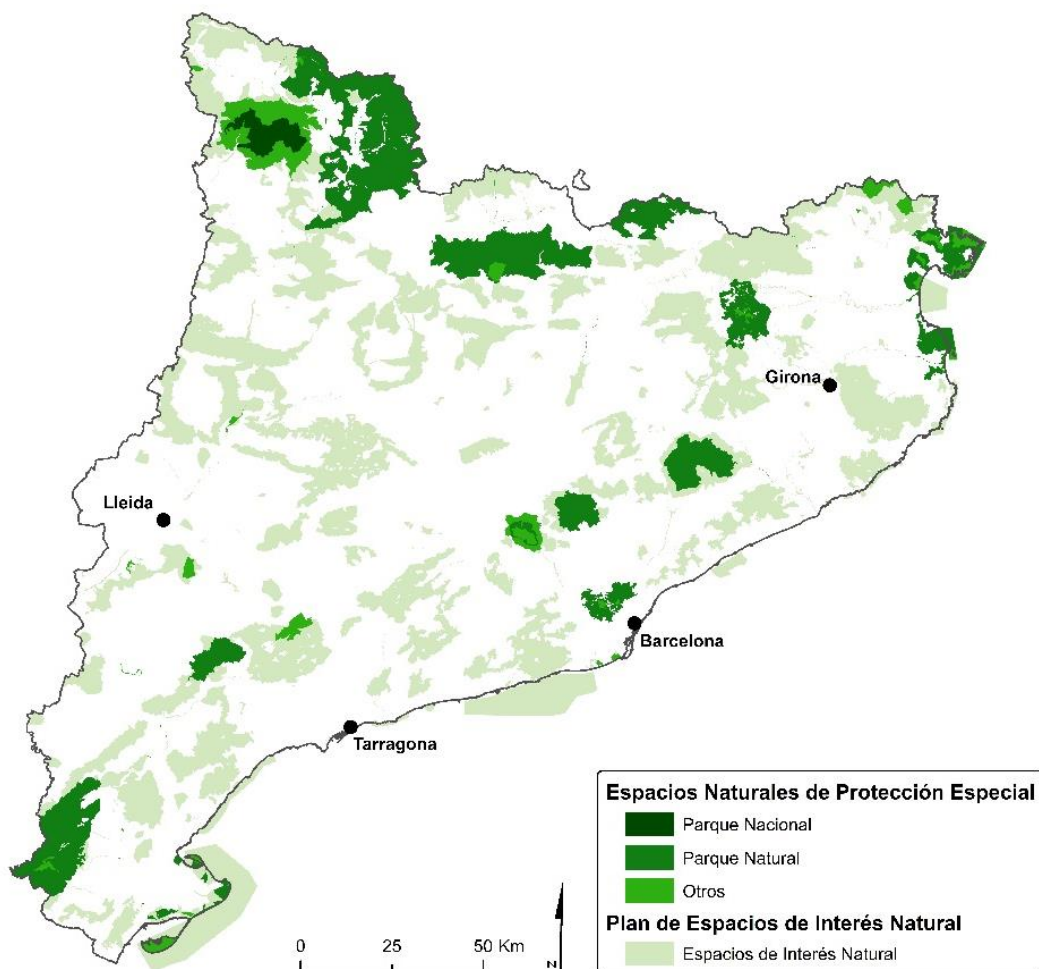 Girona
Lleida
Barcelona
Tarragona
Espacios Naturales de Protección Especial
Parque Nacional
Parque Natural
Otros
Plan de Espacios de Interés Natural
Espacios de Interés Natural
0 25 50 Km
N